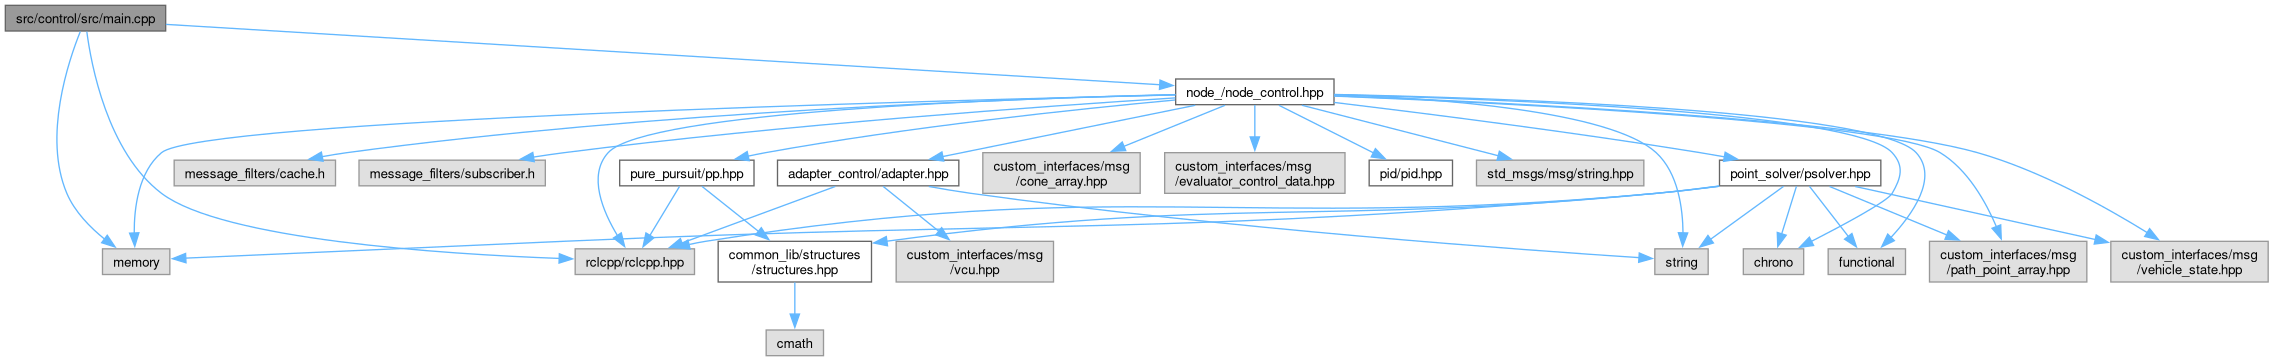 src/control/src/main.cpp
node_/node_control.hpp
message_filters/cache.h
message_filters/subscriber.h
pure_pursuit/pp.hpp
adapter_control/adapter.hpp
custom_interfaces/msg
/cone_array.hpp
custom_interfaces/msg
/evaluator_control_data.hpp
pid/pid.hpp
std_msgs/msg/string.hpp
point_solver/psolver.hpp
memory
rclcpp/rclcpp.hpp
common_lib/structures
/structures.hpp
custom_interfaces/msg
/vcu.hpp
string
chrono
functional
custom_interfaces/msg
/path_point_array.hpp
custom_interfaces/msg
/vehicle_state.hpp
cmath